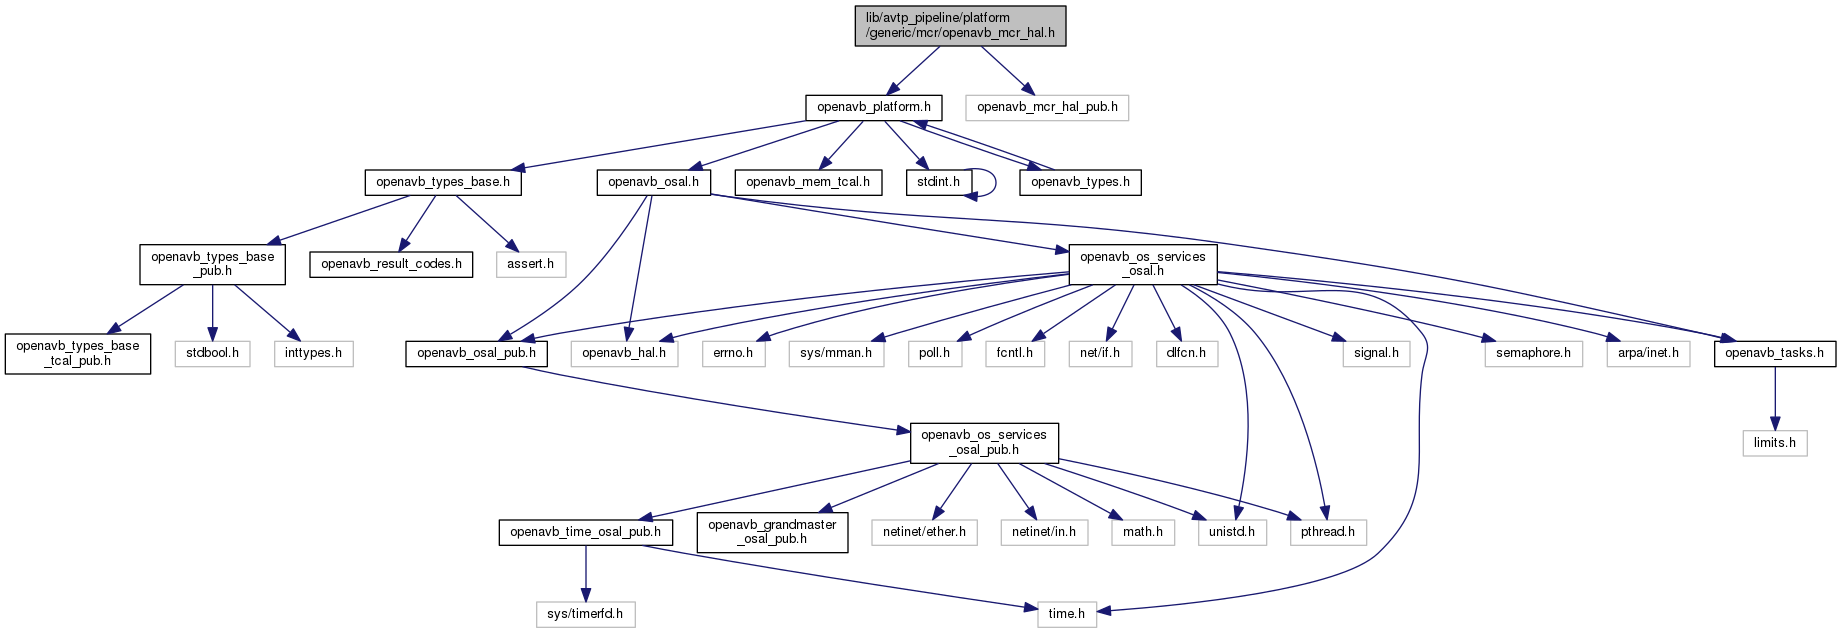 lib/avtp_pipeline/platform
/generic/mcr/openavb_mcr_hal.h
openavb_platform.h
openavb_mcr_hal_pub.h
openavb_types_base.h
openavb_osal.h
openavb_mem_tcal.h
stdint.h
openavb_types.h
openavb_types_base
_pub.h
openavb_result_codes.h
assert.h
openavb_os_services
_osal.h
openavb_types_base
_tcal_pub.h
stdbool.h
inttypes.h
openavb_osal_pub.h
openavb_hal.h
errno.h
sys/mman.h
poll.h
fcntl.h
net/if.h
dlfcn.h
signal.h
semaphore.h
arpa/inet.h
openavb_tasks.h
openavb_os_services
_osal_pub.h
limits.h
openavb_time_osal_pub.h
openavb_grandmaster
_osal_pub.h
netinet/ether.h
netinet/in.h
math.h
unistd.h
pthread.h
sys/timerfd.h
time.h